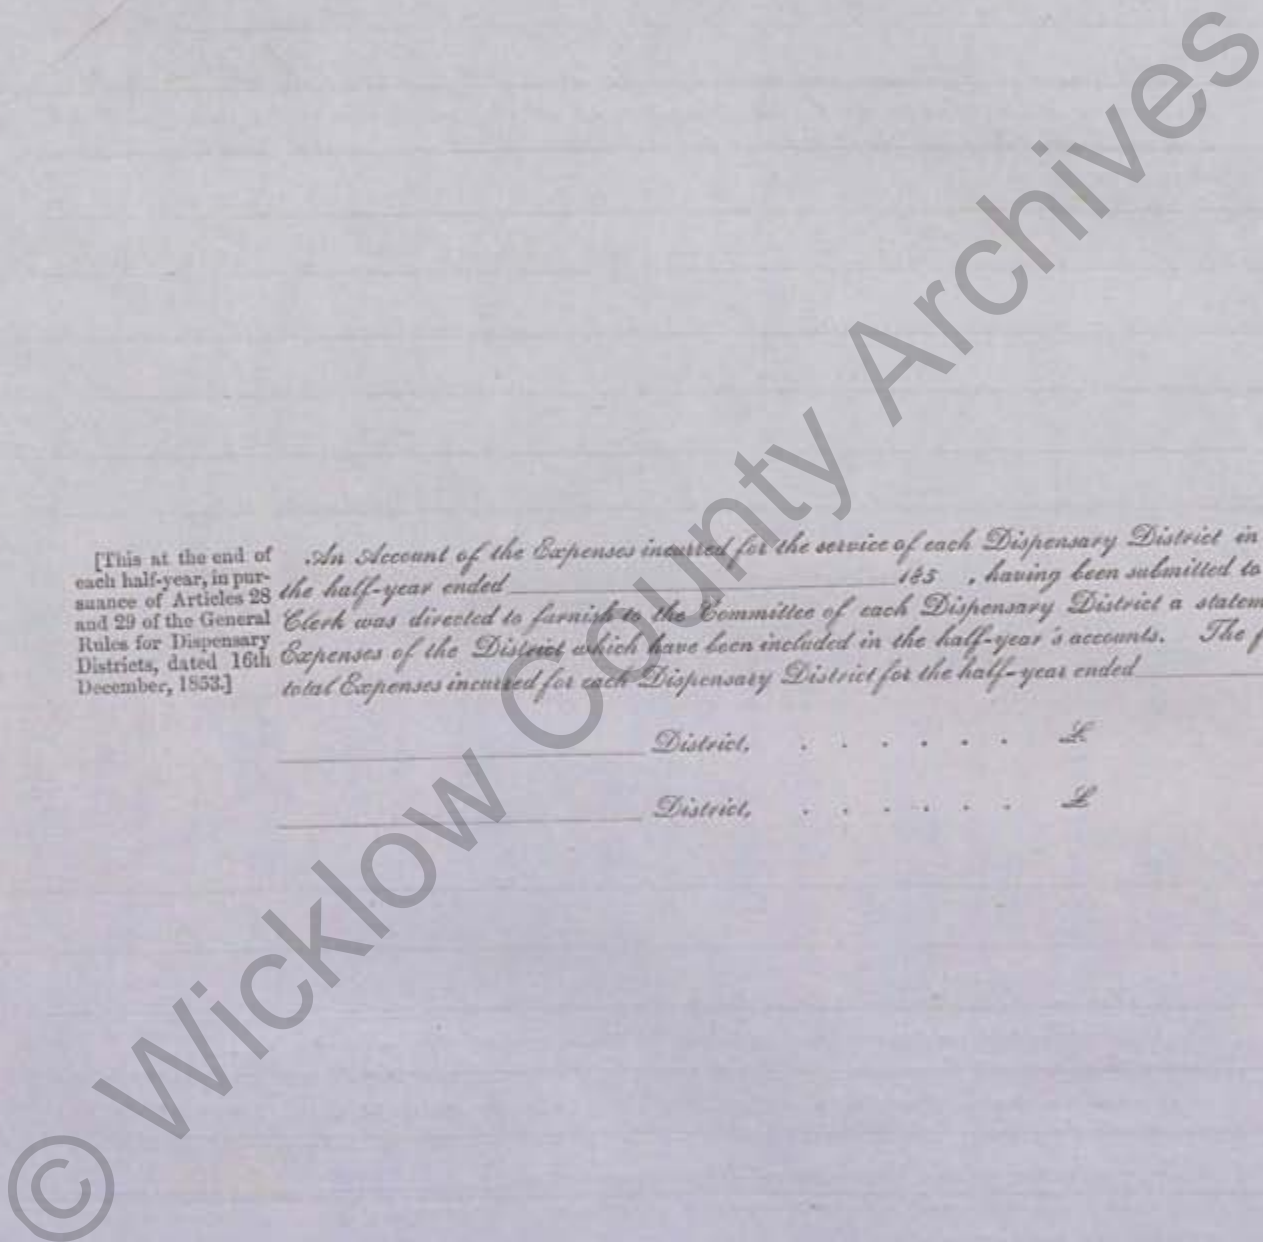 [This at the end of
each half-year, in pur-
suance of Articles 28
and 29 of the General
Rules for Dispensary
Districts, dated 16th
December, 1853.]
An Account of the Expenses incurred for the service of each Dispensary District in
the half-year ended 185 , having been submitted to
Clerk was directed to furnish to the Committee of each Dispensary District a statem
Expenses of the District which have been included in the half-year's accounts. The f
total Expenses incurred for each Dispensary District for the half-year ended
District, . . . . . . £
District, . . . . . . £
© Wicklow County Archives